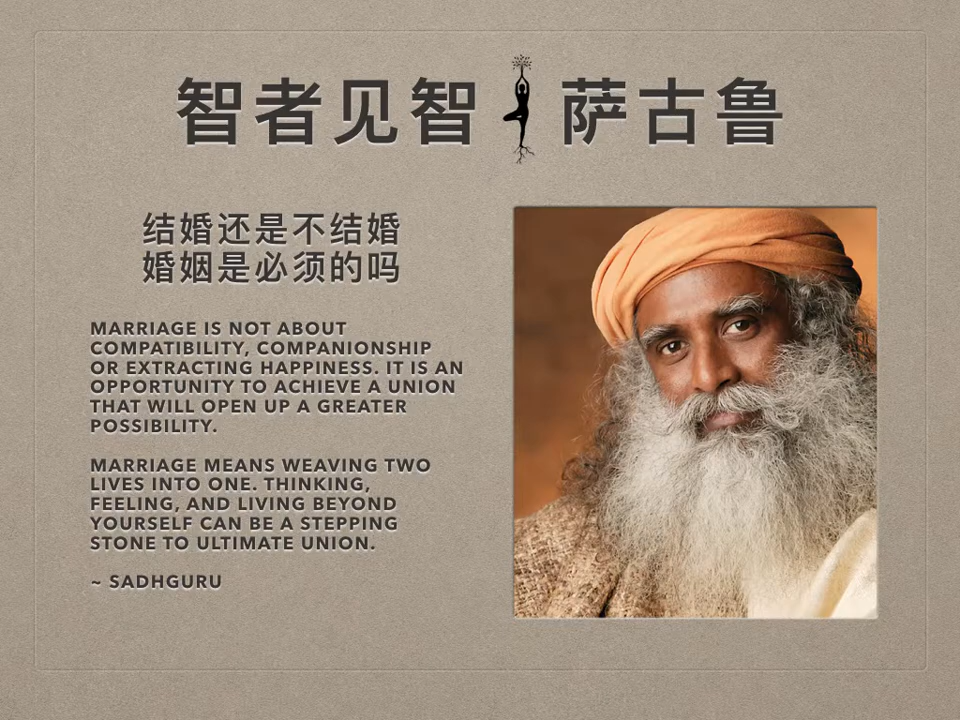 智者见智 萨古鲁
结婚还是不结婚
婚姻是必须的吗
MARRIAGE IS NOT ABOUT
COMPATIBILITY, COMPANIONSHIP
OR EXTRACTING HAPPINESS. IT IS AN
OPPORTUNITY TO ACHIEVE A UNION
THAT WILL OPEN UP A GREATER
POSSIBILITY.
MARRIAGE MEANS WEAVING TWO
LIVES INTO ONE. THINKING,
FEELING, AND LIVING BEYOND
YOURSELF CAN BE A STEPPING
STONE TO ULTIMATE UNION.
~ SADHGURU